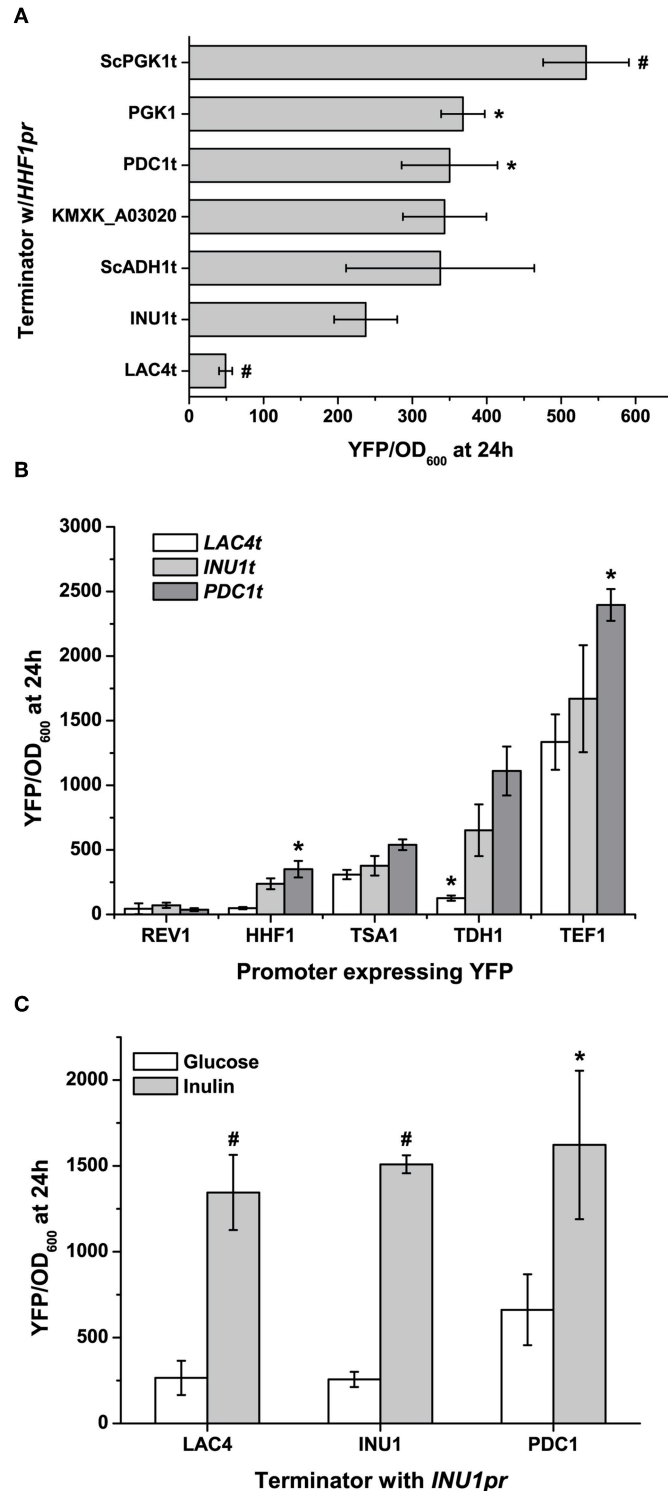 A
Terminator w/HHF1pr
ScPGK1t
#
PGK1
*
PDC1t
*
KMXK_A03020
ScADH1t
INU1t
LAC4t
#
0 100 200 300 400 500 600
YFP/OD600 at 24h
B
YFP/OD600 at 24h
3000
2500
2000
1500
1000
500
0
LAC4t
INU1t
PDC1t
*
*
*
REV1 HHF1 TSA1 TDH1 TEF1
Promoter expressing YFP
C
YFP/OD600 at 24h
2000
1500
1000
500
0
Glucose
Inulin
#
#
*
LAC4 INU1 PDC1
Terminator with INU1pr